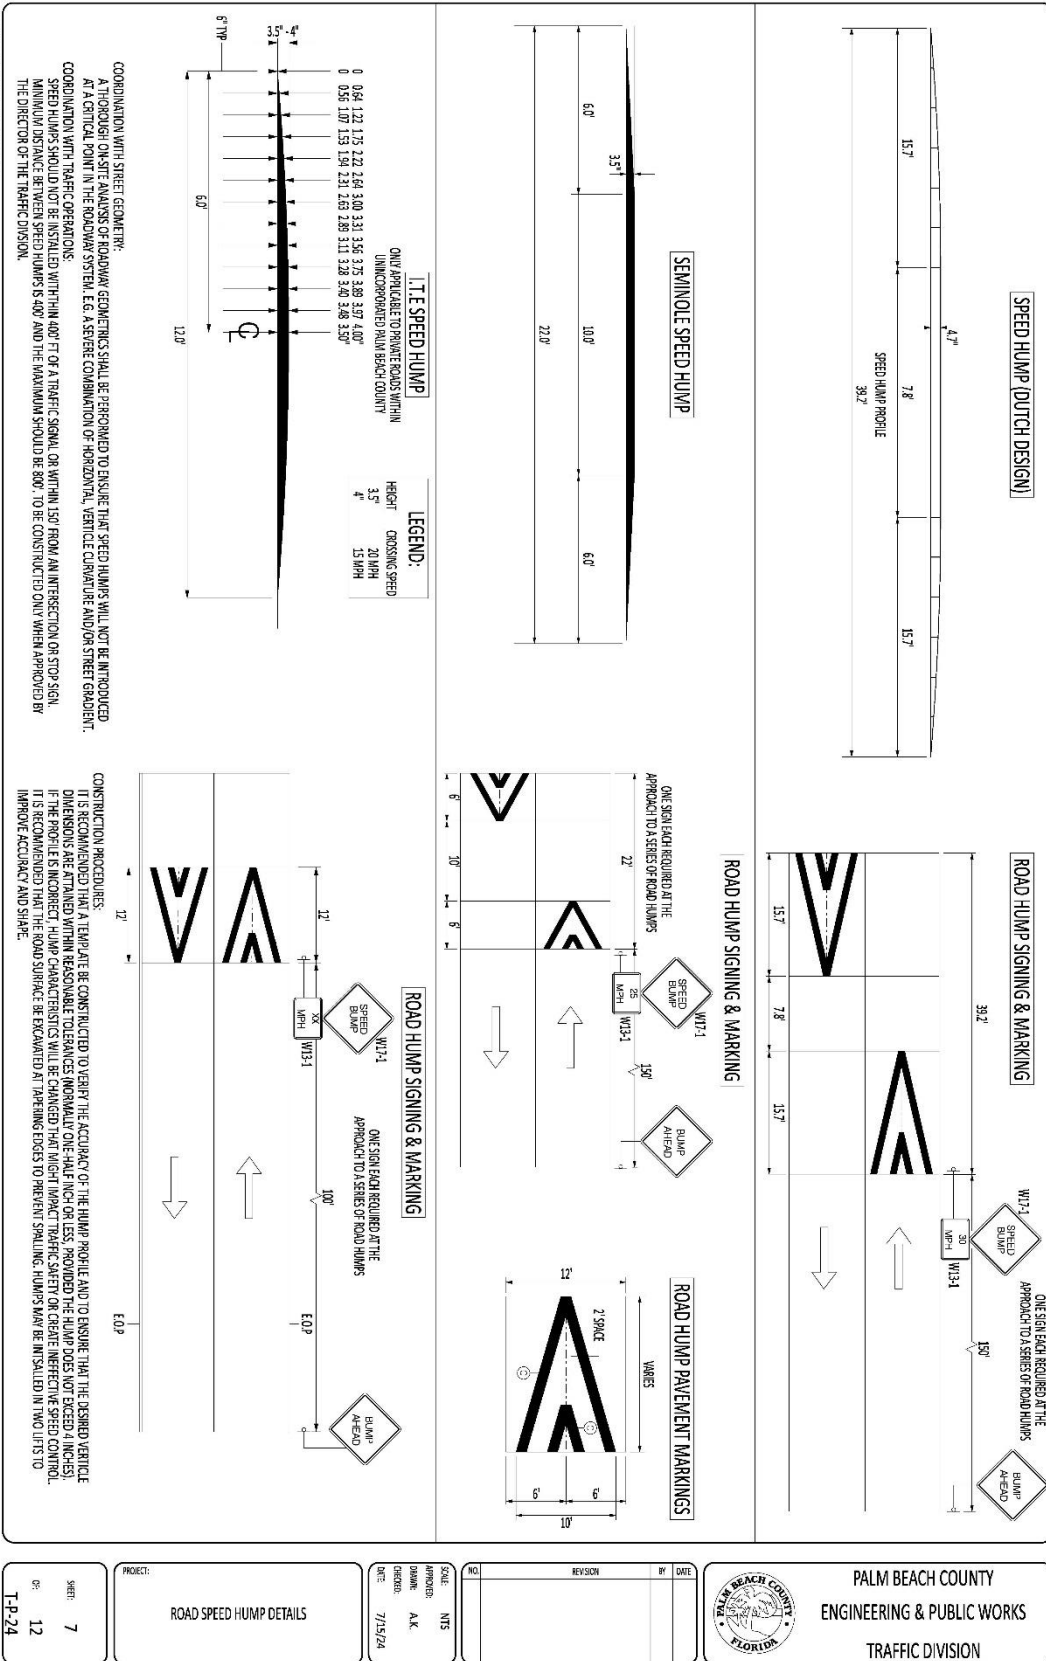 SPEED HUMP (DUTCH DESIGN)
4.7"
15.7'
7.8'
15.7'
SPEED HUMP PROFILE
39.2'
ROAD HUMP SIGNING & MARKING
39.2'
15.7'
7.8'
15.7'
W17-1
SPEED
BUMP
30
MPH
W13-1
150'
ONE SIGN EACH REQUIRED AT THE
APPROACH TO A SERIES OF ROAD HUMPS
BUMP
AHEAD
SEMINOLE SPEED HUMP
3.5"
6.0'
10.0'
6.0'
22.0'
ROAD HUMP SIGNING & MARKING
ONE SIGN EACH REQUIRED AT THE
APPROACH TO A SERIES OF ROAD HUMPS
22'
6'
10'
6'
W17-1
SPEED
BUMP
25
MPH
W13-1
150'
BUMP
AHEAD
ROAD HUMP PAVEMENT MARKINGS
VARIES
12'
2' SPACE
C
C
6'
6'
10'
I.T.E SPEED HUMP
ONLY APPLICABLE TO PRIVATE ROADS WITHIN
UNINCORPORATED PALM BEACH COUNTY
LEGEND:
HEIGHT CROSSING SPEED
3.5" 20 MPH
4" 15 MPH
0 0.64 1.22 1.75 2.22 2.64 3.00 3.31 3.56 3.75 3.89 3.97 4.00"
0 0.56 1.07 1.53 1.94 2.31 2.63 2.89 3.11 3.28 3.40 3.48 3.50"
3.5" - 4"
6" TYP
6.0'
CL
12.0'
ROAD HUMP SIGNING & MARKING
ONE SIGN EACH REQUIRED AT THE
APPROACH TO A SERIES OF ROAD HUMPS
W17-1
SPEED
BUMP
XX
MPH
W13-1
12'
100'
E.O.P
BUMP
AHEAD
12'
E.O.P
COORDINATION WITH STREET GEOMETRY:
A THOROUGH ON-SITE ANALYSIS OF ROADWAY GEOMETRICS SHALL BE PERFORMED TO ENSURE THAT SPEED HUMPS WILL NOT BE INTRODUCED
AT A CRITICAL POINT IN THE ROADWAY SYSTEM. E.G. A SEVERE COMBINATION OF HORIZONTAL, VERTICLE CURVATURE AND/OR STREET GRADIENT.
COORDINATION WITH TRAFFIC OPERATIONS:
SPEED HUMPS SHOULD NOT BE INSTALLED WITHTHIN 400' FT OF A TRAFFIC SIGNAL OR WITHIN 150' FROM AN INTERSECTION OR STOP SIGN.
MINIMUM DISTANCE BETWEEN SPEED HUMPS IS 400' AND THE MAXIMUM SHOULD BE 800'. TO BE CONSTRUCTED ONLY WHEN APPROVED BY
THE DIRECTOR OF THE TRAFFIC DIVSION.
CONSTRUCTION PROCEDURES:
IT IS RECOMMENDED THAT A TEMPLATE BE CONSTRUCTED TO VERIFY THE ACCURACY OF THE HUMP PROFILE AND TO ENSURE THAT THE DESIRED VERTICLE
DIMENSIONS ARE ATTAINED WITHIN REASONABLE TOLERANCES (NORMALLY ONE-HALF INCH OR LESS, PROVIDED THE HUMP DOES NOT EXCEED 4 INCHES).
IF THE PROFILE IS INCORRECT, HUMP CHARACTERISTICS WILL BE CHANGED THAT MIGHT IMPACT TRAFFIC SAFETY OR CREATE INEFFECTIVE SPEED CONTROL.
IT IS RECOMMENDED THAT THE ROAD SURFACE BE EXCAVATED AT TAPERING EDGES TO PREVENT SPALLING. HUMPS MAY BE INTSALLED IN TWO LIFTS TO
IMPROVE ACCURACY AND SHAPE.
PALM BEACH COUNTY
ENGINEERING & PUBLIC WORKS
TRAFFIC DIVISION
PALM BEACH COUNTY
FLORIDA
NO. REVISION BY DATE
SCALE: NTS
APPROVED:
DRAWN: A.K.
CHECKED:
DATE: 7/15/24
PROJECT:
ROAD SPEED HUMP DETAILS
SHEET: 7
OF: 12
T-P-24